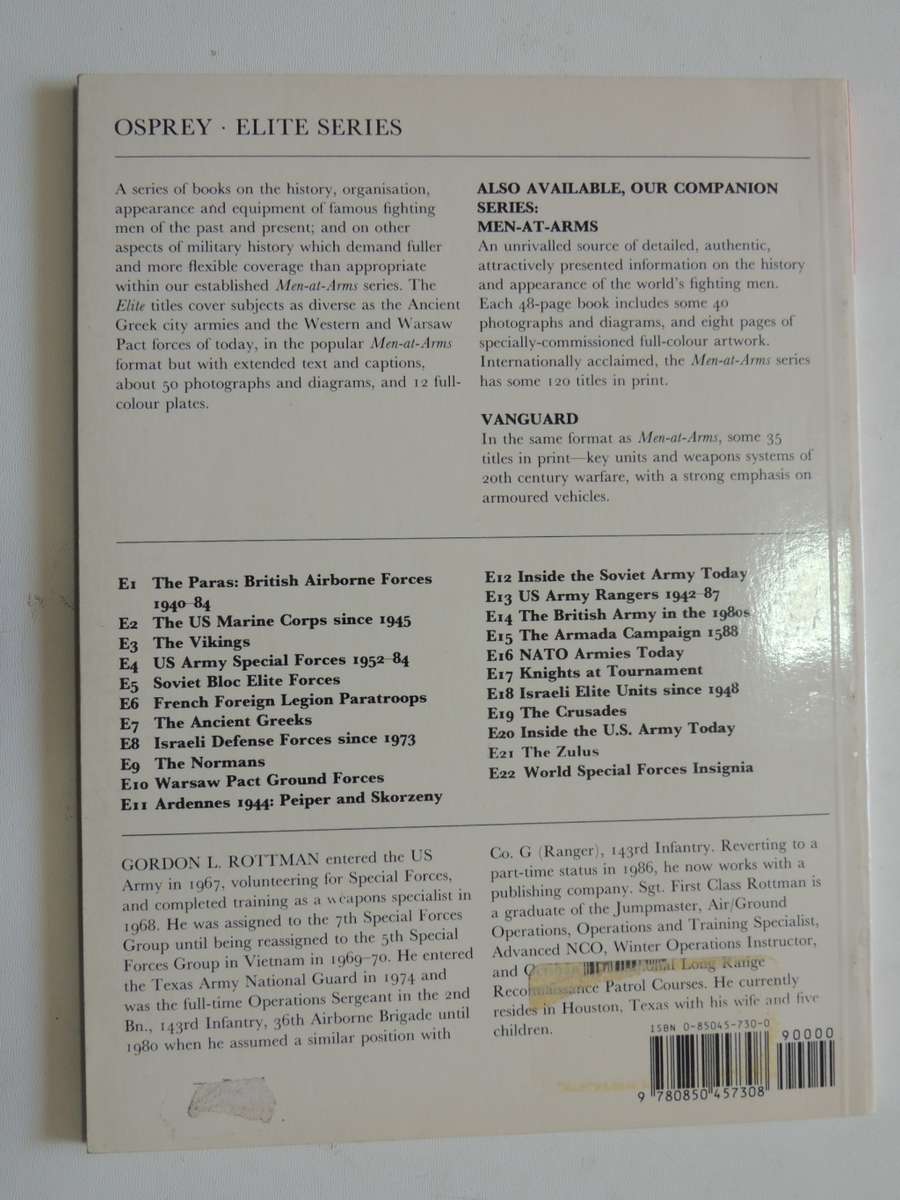 OSPREY · ELITE SERIES
A series of books on the history, organisation,
appearance and equipment of famous fighting
men of the past and present; and on other
aspects of military history which demand fuller
and more flexible coverage than appropriate
within our established Men-at-Arms series. The
Elite titles cover subjects as diverse as the Ancient
Greek city armies and the Western and Warsaw
Pact forces of today, in the popular Men-at-Arms
format but with extended text and captions,
about 50 photographs and diagrams, and 12 full-
colour plates.
ALSO AVAILABLE, OUR COMPANION
SERIES:
MEN-AT-ARMS
An unrivalled source of detailed, authentic,
attractively presented information on the history
and appearance of the world's fighting men.
Each 48-page book includes some 40
photographs and diagrams, and eight pages of
specially-commissioned full-colour artwork.
Internationally acclaimed, the Men-at-Arms series
has some 120 titles in print.
VANGUARD
In the same format as Men-at-Arms, some 35
titles in print—key units and weapons systems of
20th century warfare, with a strong emphasis on
armoured vehicles.
E1 The Paras: British Airborne Forces
1940–84
E2 The US Marine Corps since 1945
E3 The Vikings
E4 US Army Special Forces 1952–84
E5 Soviet Bloc Elite Forces
E6 French Foreign Legion Paratroops
E7 The Ancient Greeks
E8 Israeli Defense Forces since 1973
E9 The Normans
E10 Warsaw Pact Ground Forces
E11 Ardennes 1944: Peiper and Skorzeny
E12 Inside the Soviet Army Today
E13 US Army Rangers 1942–87
E14 The British Army in the 1980s
E15 The Armada Campaign 1588
E16 NATO Armies Today
E17 Knights at Tournament
E18 Israeli Elite Units since 1948
E19 The Crusades
E20 Inside the U.S. Army Today
E21 The Zulus
E22 World Special Forces Insignia
GORDON L. ROTTMAN entered the US
Army in 1967, volunteering for Special Forces,
and completed training as a weapons specialist in
1968. He was assigned to the 7th Special Forces
Group until being reassigned to the 5th Special
Forces Group in Vietnam in 1969–70. He entered
the Texas Army National Guard in 1974 and
was the full-time Operations Sergeant in the 2nd
Bn., 143rd Infantry, 36th Airborne Brigade until
1980 when he assumed a similar position with
Co. G (Ranger), 143rd Infantry. Reverting to a
part-time status in 1986, he now works with a
publishing company. Sgt. First Class Rottman is
a graduate of the Jumpmaster, Air/Ground
Operations, Operations and Training Specialist,
Advanced NCO, Winter Operations Instructor,
and Long Range
Reconnaissance Patrol Courses. He currently
resides in Houston, Texas with his wife and five
children.
ISBN 0-85045-730-0
90000
9 780850 457308